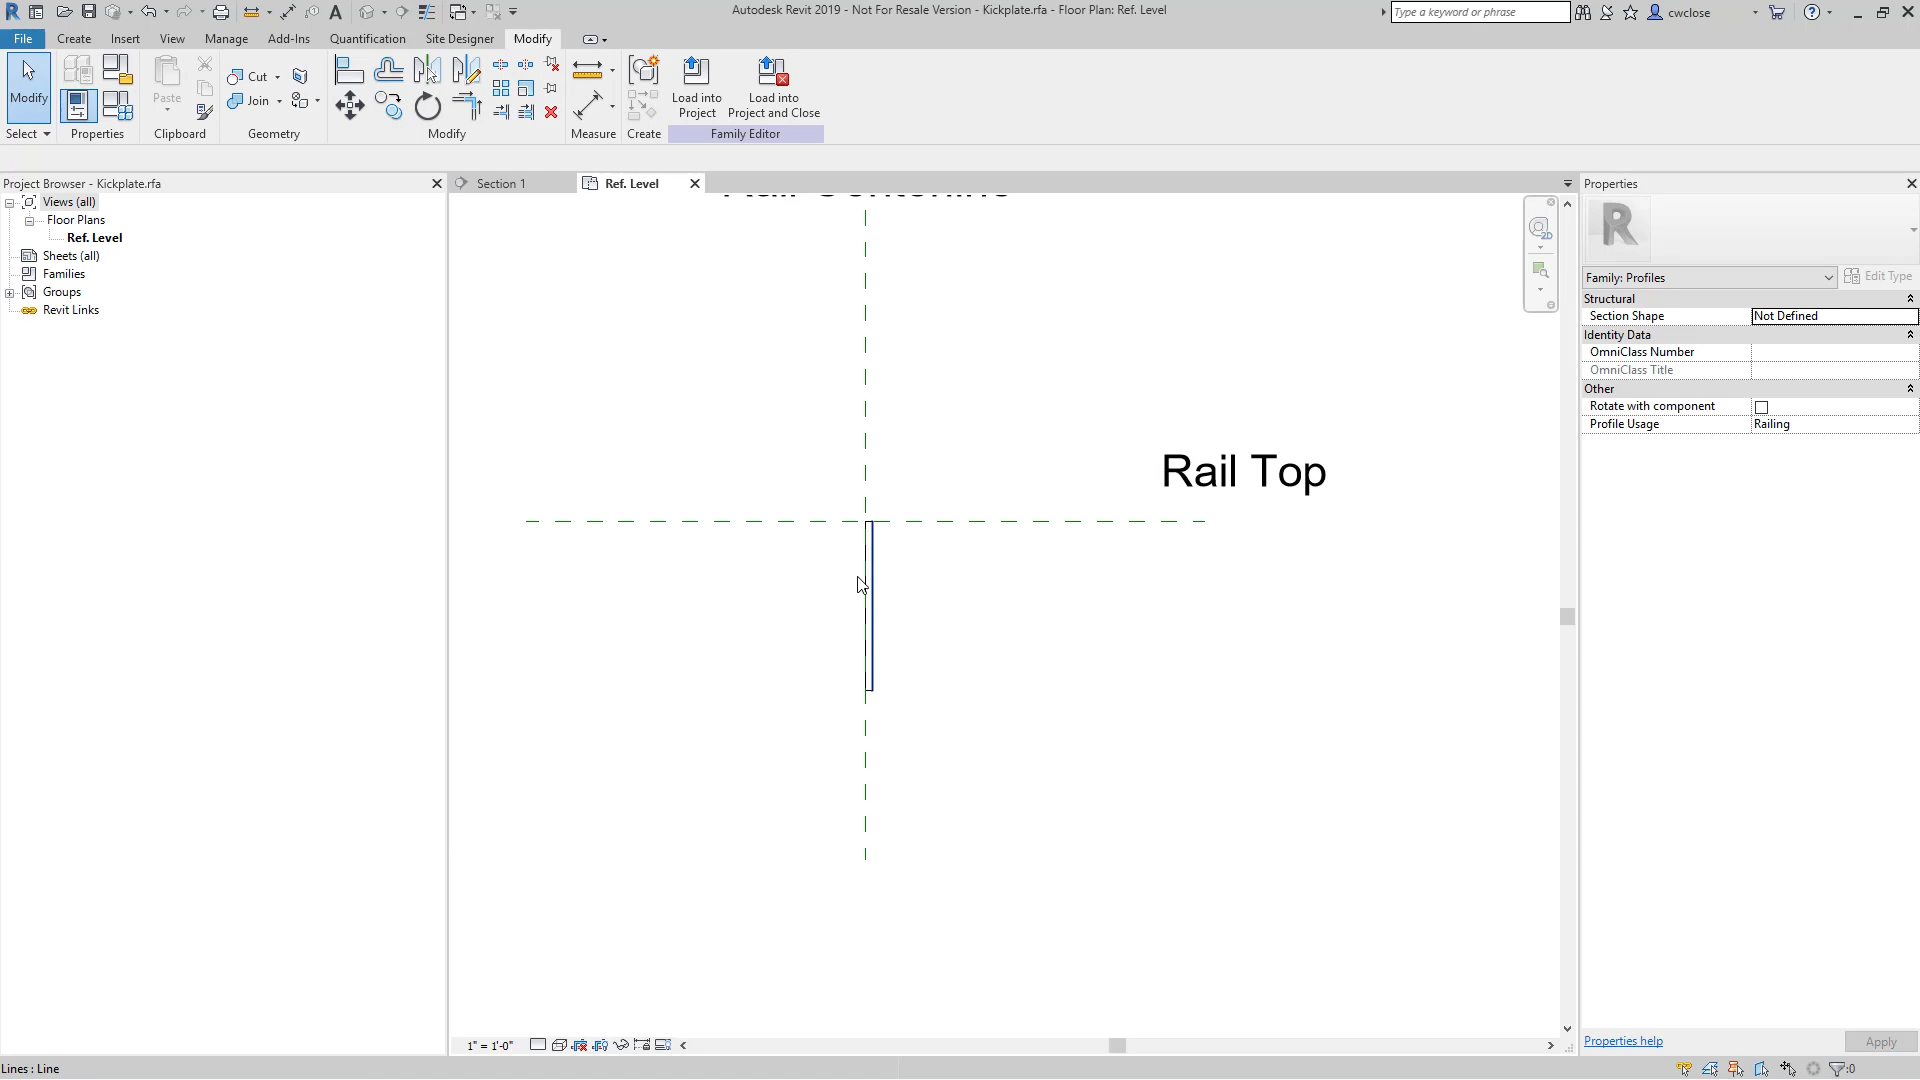 Autodesk Revit 2019 - Not For Resale Version - Kickplate.rfa - Floor Plan: Ref. Level
Type a keyword or phrase
cwclose
File Create Insert View Manage Add-Ins Quantification Site Designer Modify
Modify
Paste
Cut
Join
Load into
Project
Load into
Project and Close
Select Properties Clipboard Geometry Modify Measure Create Family Editor
Project Browser - Kickplate.rfa
Views (all)
Floor Plans
Ref. Level
Sheets (all)
Families
Groups
Revit Links
Section 1
Ref. Level
Rail Centerline
Rail Top
2D
Properties
R
Family: Profiles
Edit Type
Structural
Section Shape Not Defined
Identity Data
OmniClass Number
OmniClass Title
Other
Rotate with component
Profile Usage Railing
Properties help
Apply
1" = 1'-0"
Lines : Line
:0